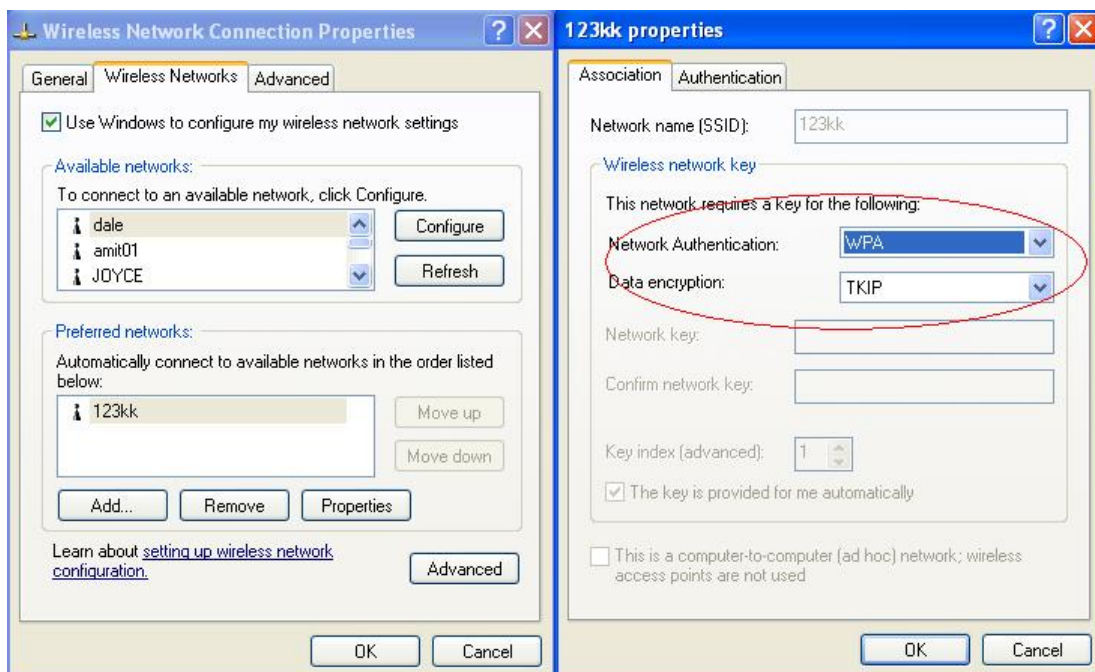 Wireless Network Connection Properties
General
Wireless Networks
Advanced
Use Windows to configure my wireless network settings
Available networks:
To connect to an available network, click Configure.
dale
amit01
JOYCE
Configure
Refresh
Preferred networks:
Automatically connect to available networks in the order listed
below:
123kk
Move up
Move down
Add...
Remove
Properties
Learn about setting up wireless network
configuration.
Advanced
OK
Cancel
123kk properties
Association
Authentication
Network name (SSID):
123kk
Wireless network key
This network requires a key for the following:
Network Authentication:
WPA
Data encryption:
TKIP
Network key:
Confirm network key:
Key index (advanced):
1
The key is provided for me automatically
This is a computer-to-computer (ad hoc) network; wireless
access points are not used
OK
Cancel